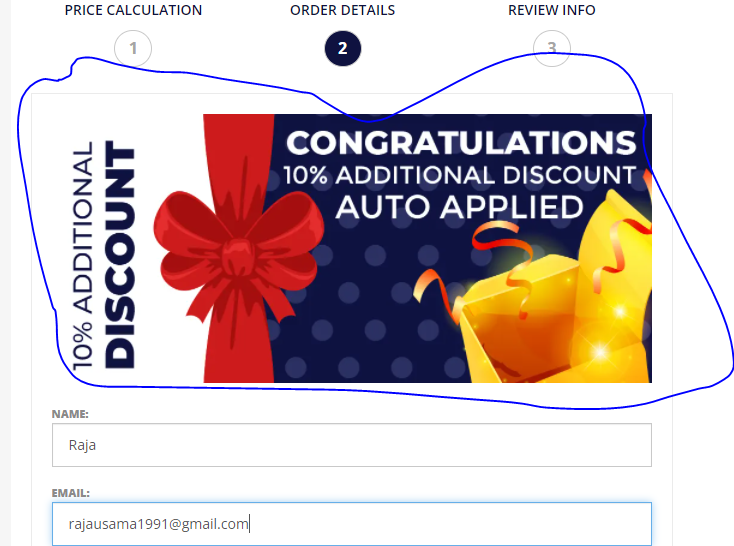 PRICE CALCULATION
ORDER DETAILS
REVIEW INFO
1
2
3
10% ADDITIONAL
DISCOUNT
CONGRATULATIONS
10% ADDITIONAL DISCOUNT
AUTO APPLIED
NAME:
Raja
EMAIL:
rajausama1991@gmail.com